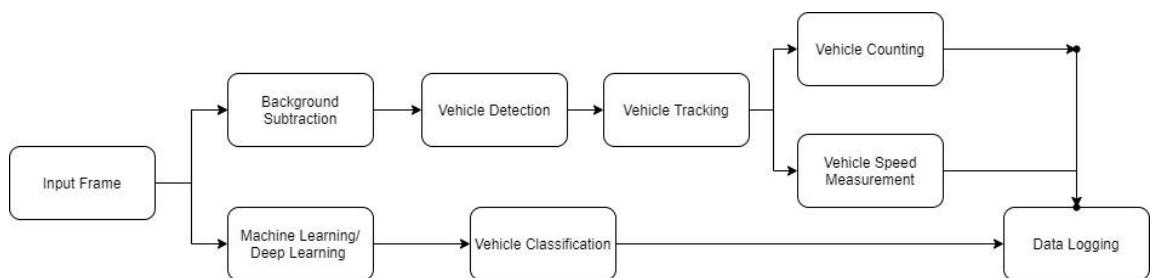 Vehicle Counting
Background
Subtraction
Vehicle Detection
Vehicle Tracking
Input Frame
Vehicle Speed
Measurement
Machine Learning/
Deep Learning
Vehicle Classification
Data Logging